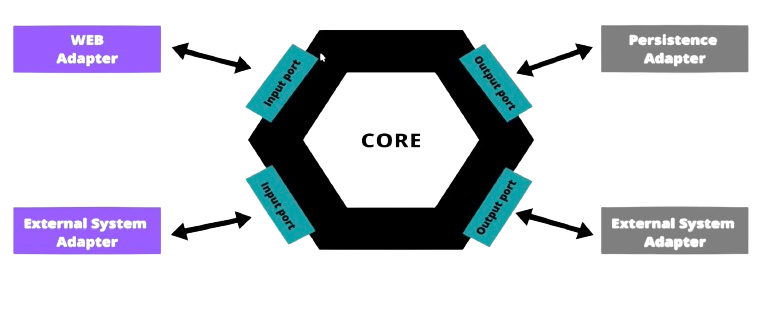 WEB
Adapter
Persistence
Adapter
Input port
Output port
CORE
Input port
Output port
External System
Adapter
External System
Adapter